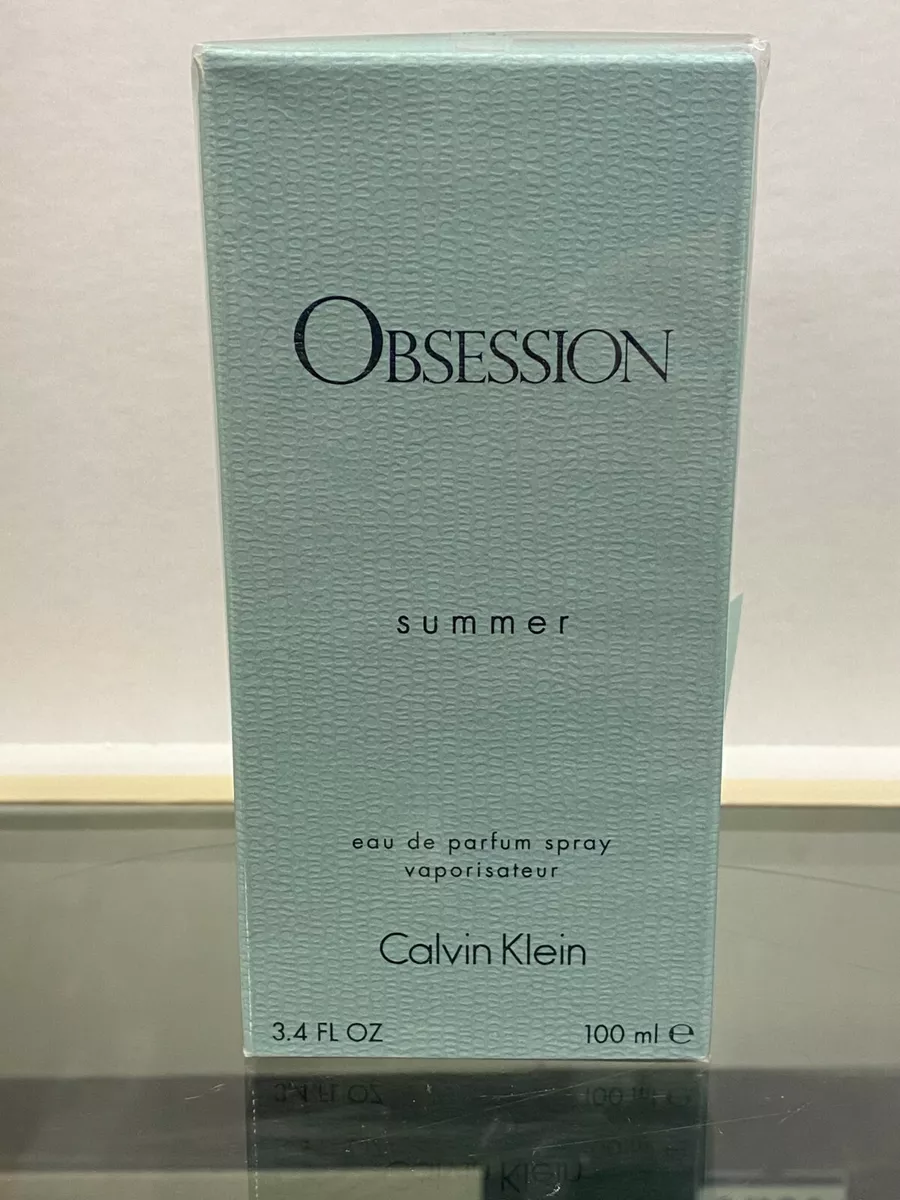 OBSESSION
summer
eau de parfum spray
vaporisateur
Calvin Klein
3.4 FL OZ 100 ml ℮